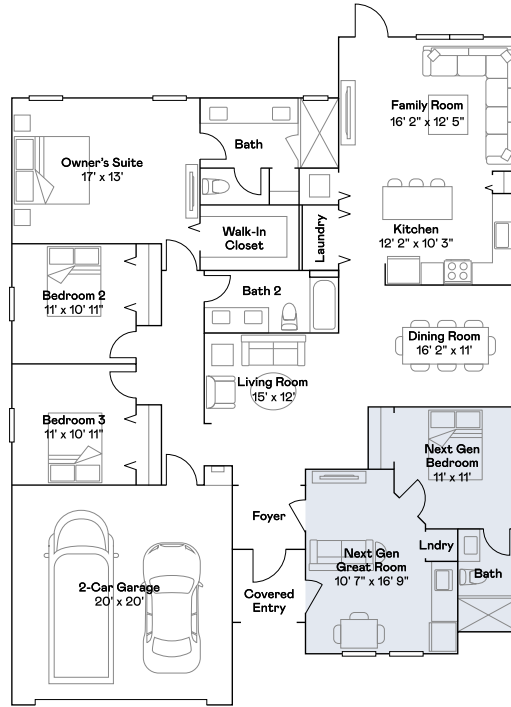 Family Room
16' 2" x 12' 5"
Bath
Owner's Suite
17' x 13'
Walk-In
Closet
Laundry
Kitchen
12' 2" x 10' 3"
Bedroom 2
11' x 10' 11"
Bath 2
Dining Room
16' 2" x 11'
Living Room
15' x 12'
Bedroom 3
11' x 10' 11"
Next Gen
Bedroom
11' x 11'
Foyer
Lndry
Next Gen
Great Room
10' 7" x 16' 9"
Bath
2-Car Garage
20' x 20'
Covered
Entry